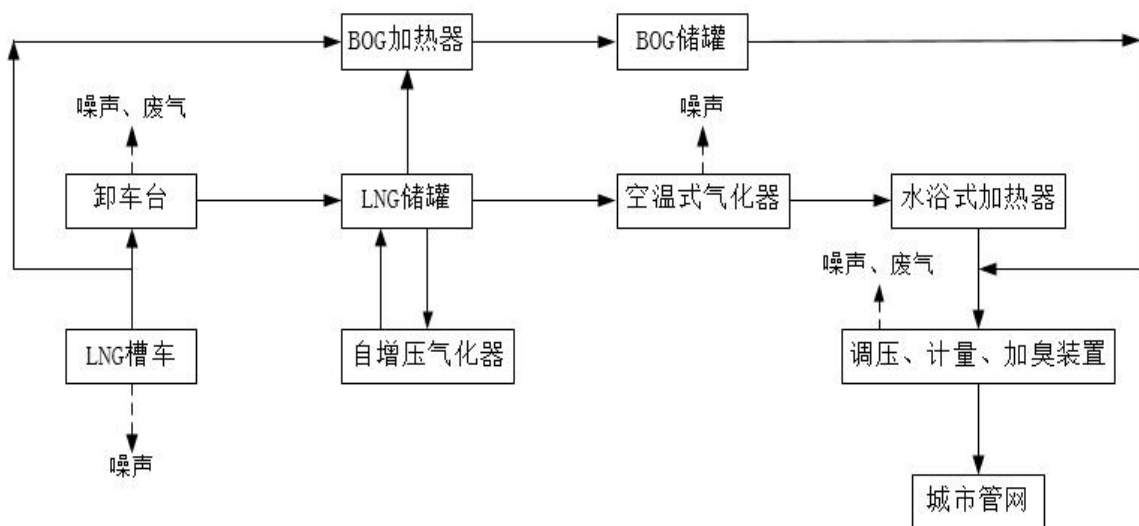 BOG加热器
BOG储罐
噪声、废气
噪声
卸车台
LNG储罐
空温式气化器
水浴式加热器
噪声、废气
LNG槽车
自增压气化器
调压、计量、加臭装置
噪声
城市管网